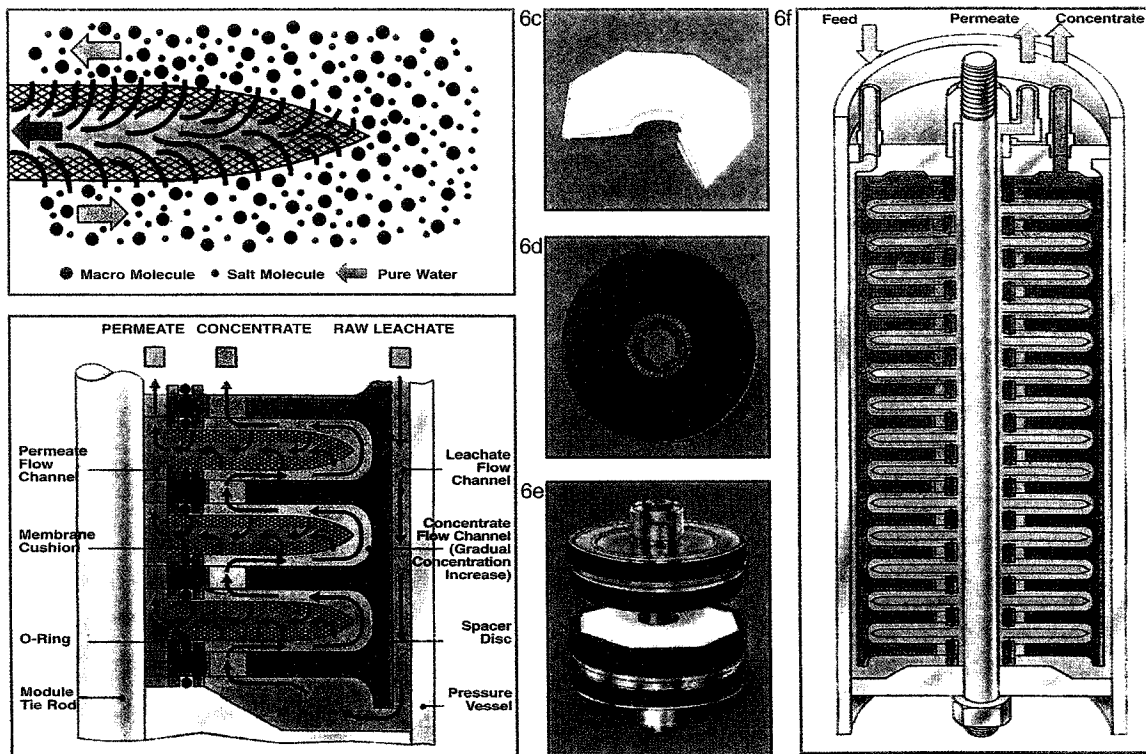 Macro Molecule Salt Molecule Pure Water
PERMEATE CONCENTRATE RAW LEACHATE
Permeate
Flow
Channel
Membrane
Cushion
O-Ring
Module
Tie Rod
Leachate
Flow
Channel
Concentrate
Flow Channel
(Gradual
Concentration
Increase)
Spacer
Disc
Pressure
Vessel
6c
6d
6e
6f
Feed Permeate Concentrate